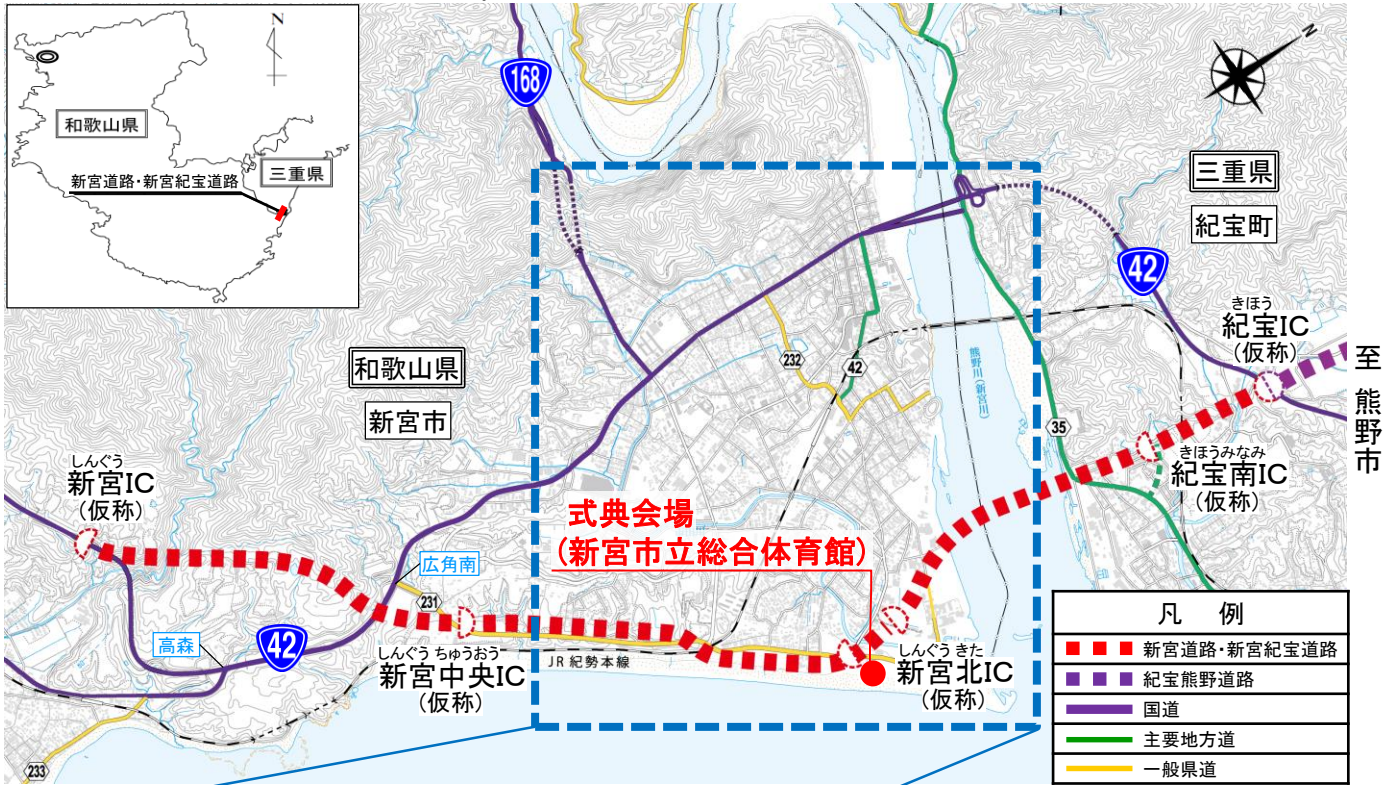 N
和歌山県
三重県
新宮道路・新宮紀宝道路
168
N
三重県
紀宝町
42
きほう
紀宝IC
(仮称)
至
熊野市
和歌山県
新宮市
232
42
熊野川(新宮川)
35
きほうみなみ
紀宝南IC
(仮称)
しんぐう
新宮IC
(仮称)
式典会場
(新宮市立総合体育館)
広角南
231
高森
42
しんぐう ちゅうおう
新宮中央IC
(仮称)
JR 紀勢本線
しんぐう きた
新宮北IC
(仮称)
233
凡 例
新宮道路・新宮紀宝道路
紀宝熊野道路
国道
主要地方道
一般県道